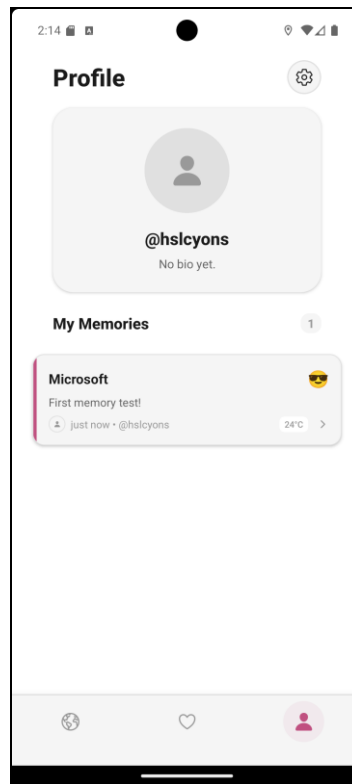 2:14
Profile
@hslcyons
No bio yet.
My Memories 1
Microsoft
First memory test!
just now • @hslcyons 24°C